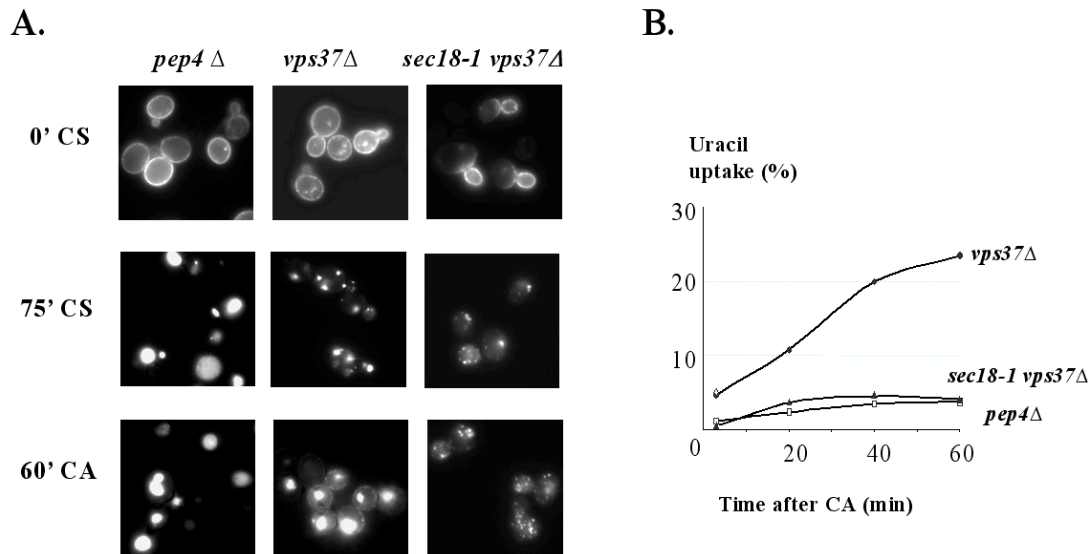 A.
pep4 Δ
vps37Δ
sec18-1 vps37Δ
0' CS
75' CS
60' CA
B.
Uracil
uptake (%)
30
20
10
0
20
40
60
vps37Δ
sec18-1 vps37Δ
pep4Δ
Time after CA (min)